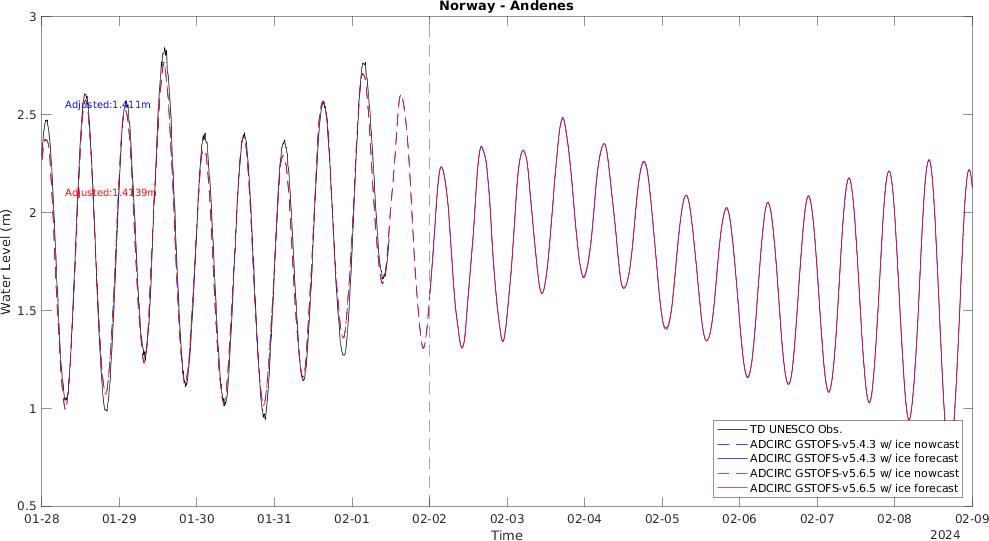 Norway - Andenes
3
2.5
2
1.5
1
0.5
Water Level (m)
Adjusted:1.411m
Adjusted:1.4139m
TD UNESCO Obs.
ADCIRC GSTOFS-v5.4.3 w/ ice nowcast
ADCIRC GSTOFS-v5.4.3 w/ ice forecast
ADCIRC GSTOFS-v5.6.5 w/ ice nowcast
ADCIRC GSTOFS-v5.6.5 w/ ice forecast
01-28 01-29 01-30 01-31 02-01 02-02 02-03 02-04 02-05 02-06 02-07 02-08 02-09
Time
2024